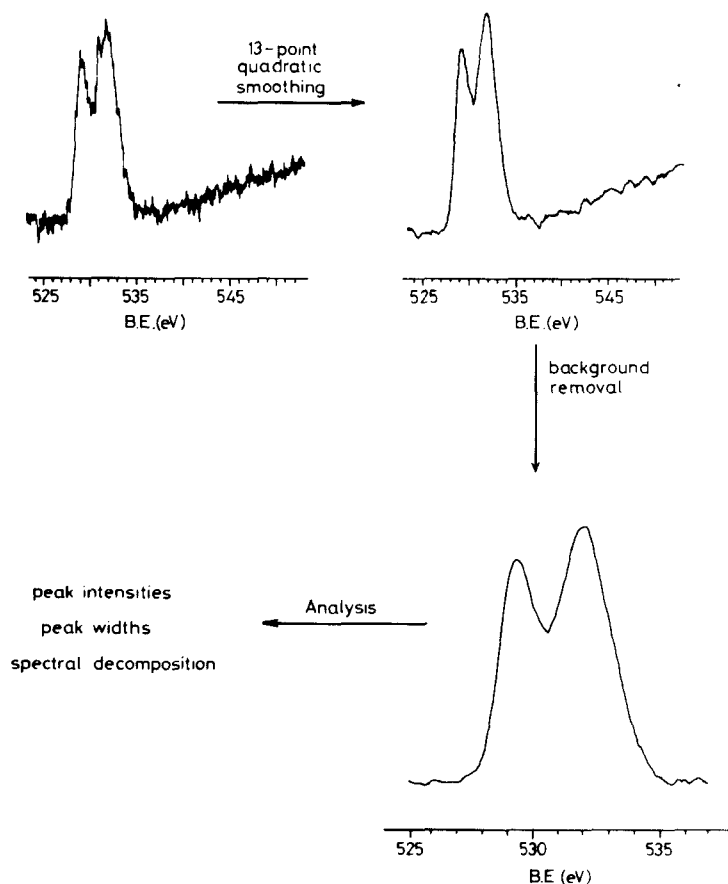 13-point
quadratic
smoothing
525 535 545
B.E.(eV)
525 535 545
B.E.(eV)
background
removal
peak intensities
peak widths
spectral decomposition
Analysis
525 530 535
B.E (eV)